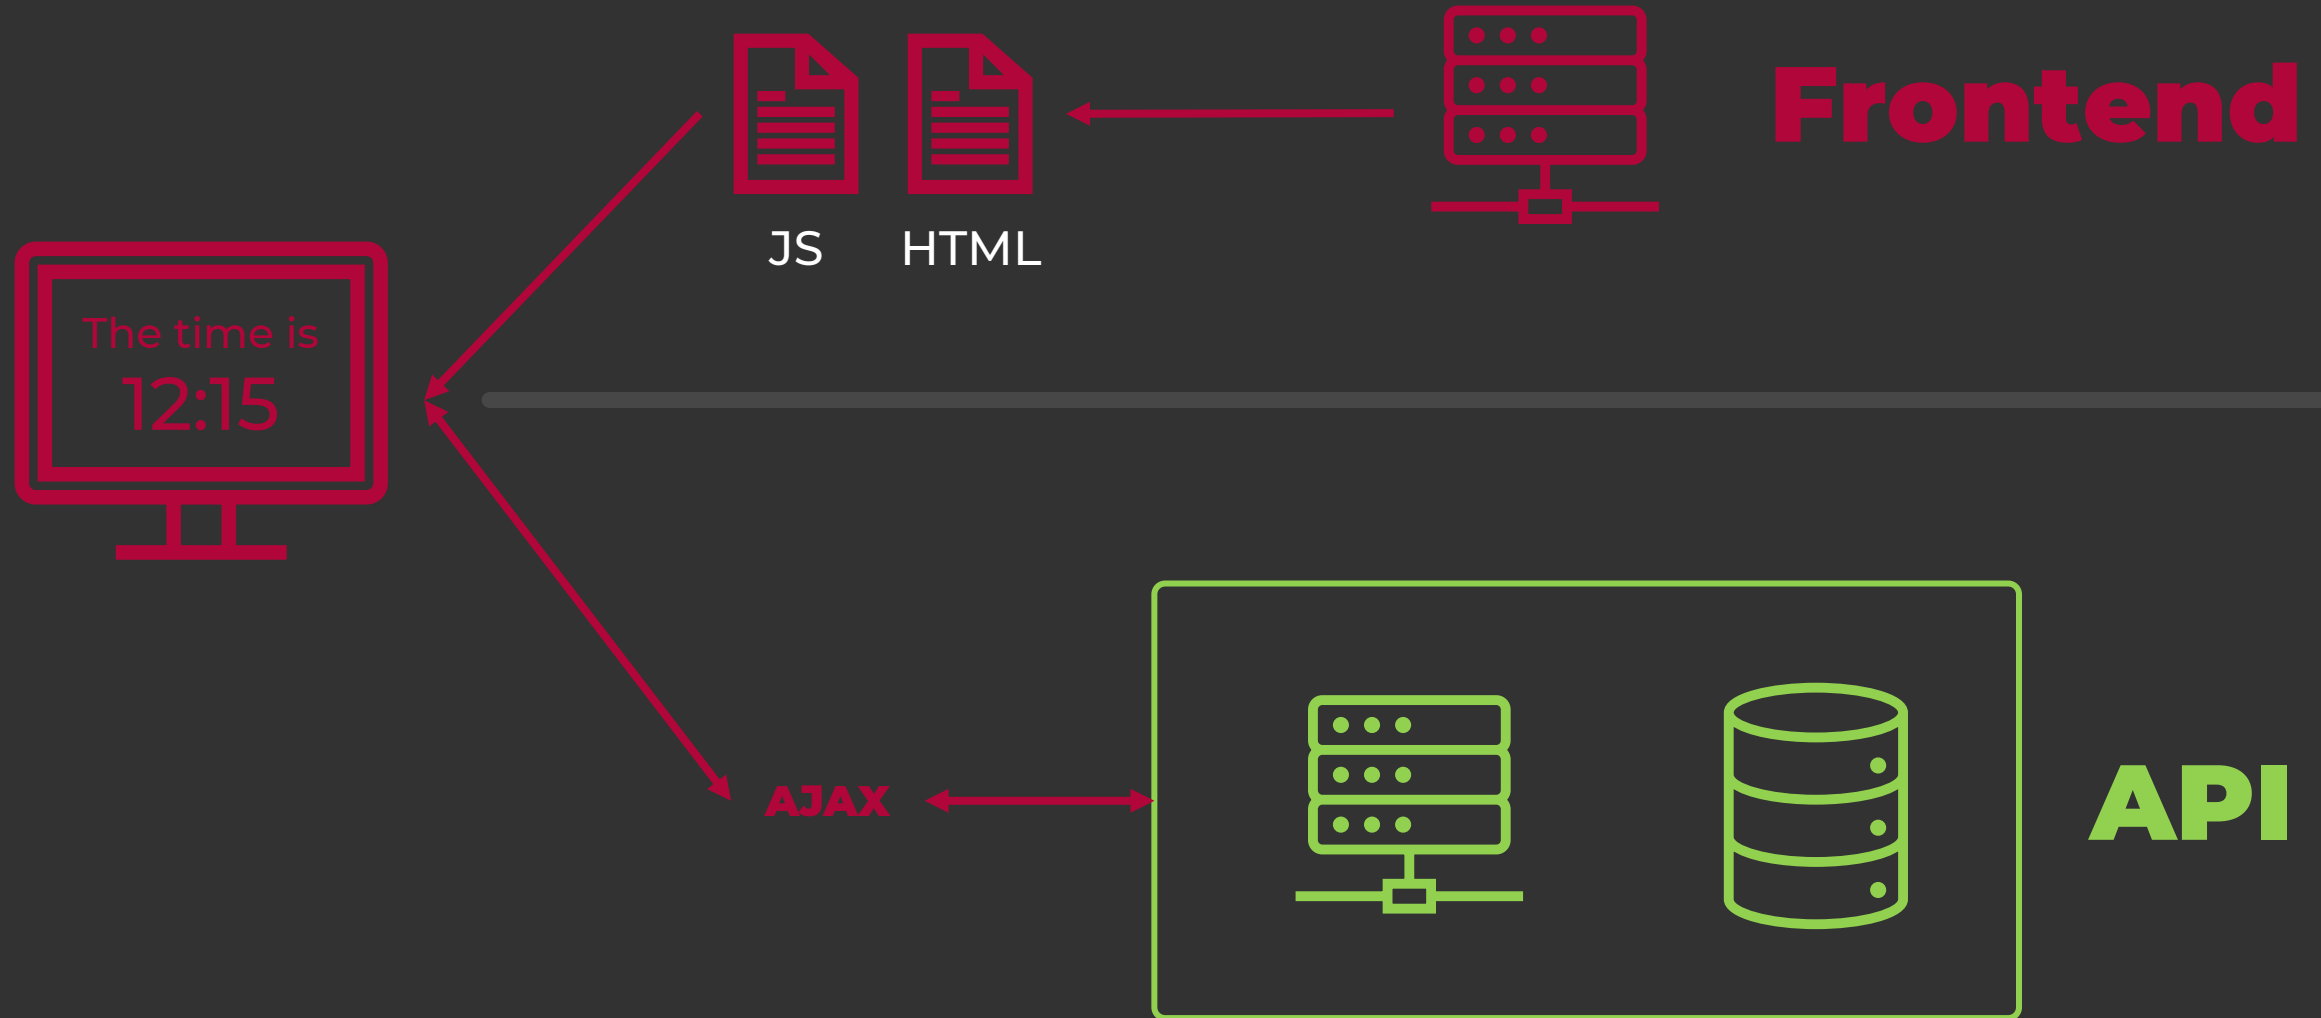 Frontend
JS
HTML
The time is
12:15
AJAX
API